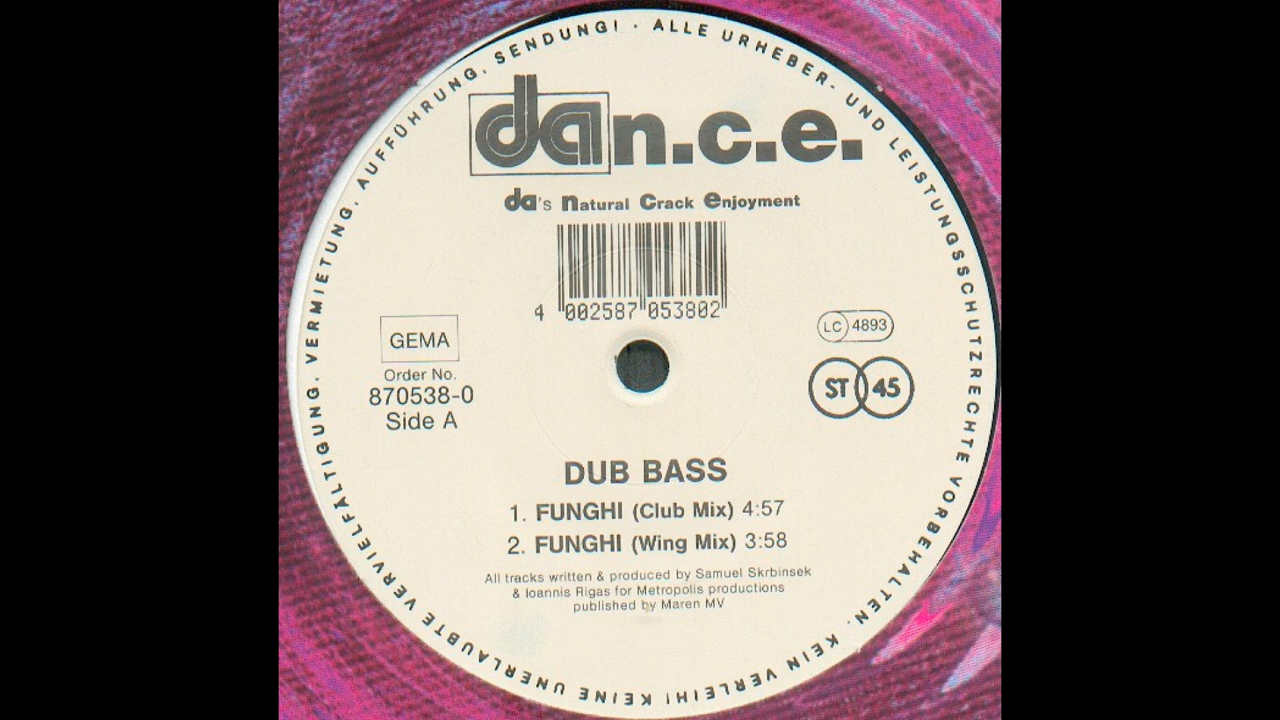 ALLE URHEBER- UND LEISTUNGSSCHUTZRECHTE VORBEHALTEN. KEIN VERLEIH! KEINE UNERLAUBTE VERVIELFÄLTIGUNG, VERMIETUNG, AUFFÜHRUNG, SENDUNG! ·
dan.c.e.
da's natural Crack Enjoyment
4 002587 053802
GEMA
Order No.
870538-0
Side A
LC 4893
ST 45
DUB BASS
1. FUNGHI (Club Mix) 4:57
2. FUNGHI (Wing Mix) 3:58
All tracks written & produced by Samuel Skrbinsek
& Ioannis Rigas for Metropolis productions
published by Maren MV